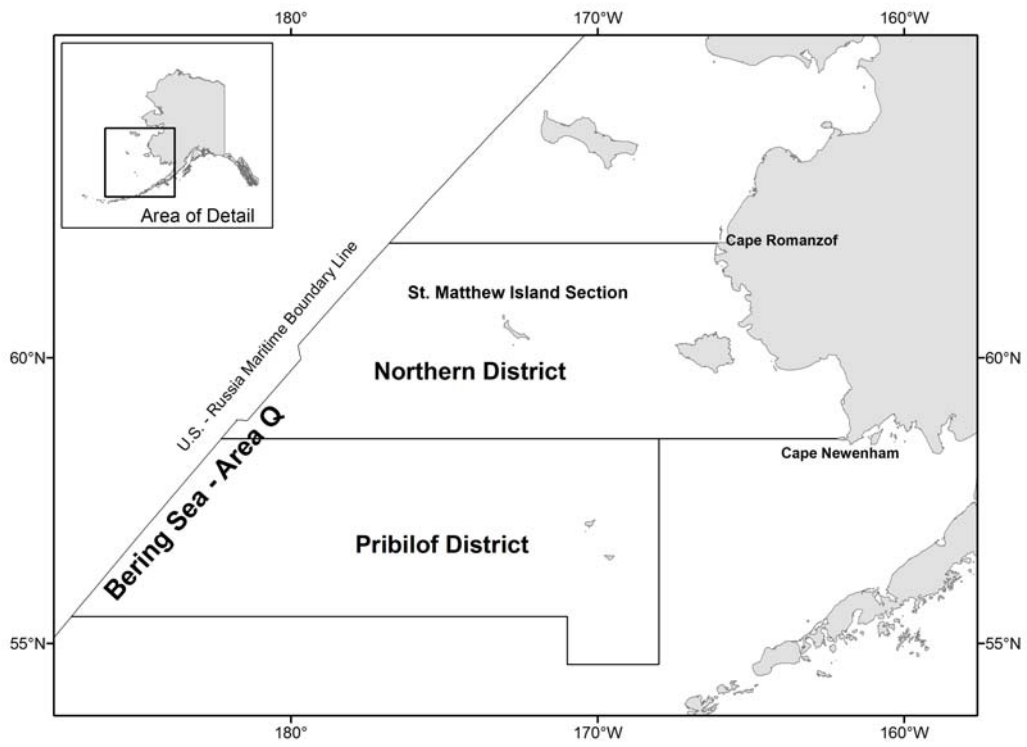 180°
170°W
160°W
Area of Detail
Cape Romanzof
U.S. - Russia Maritime Boundary Line
St. Matthew Island Section
60°N
60°N
Northern District
Bering Sea - Area Q
Cape Newenham
Pribilof District
55°N
55°N
180°
170°W
160°W